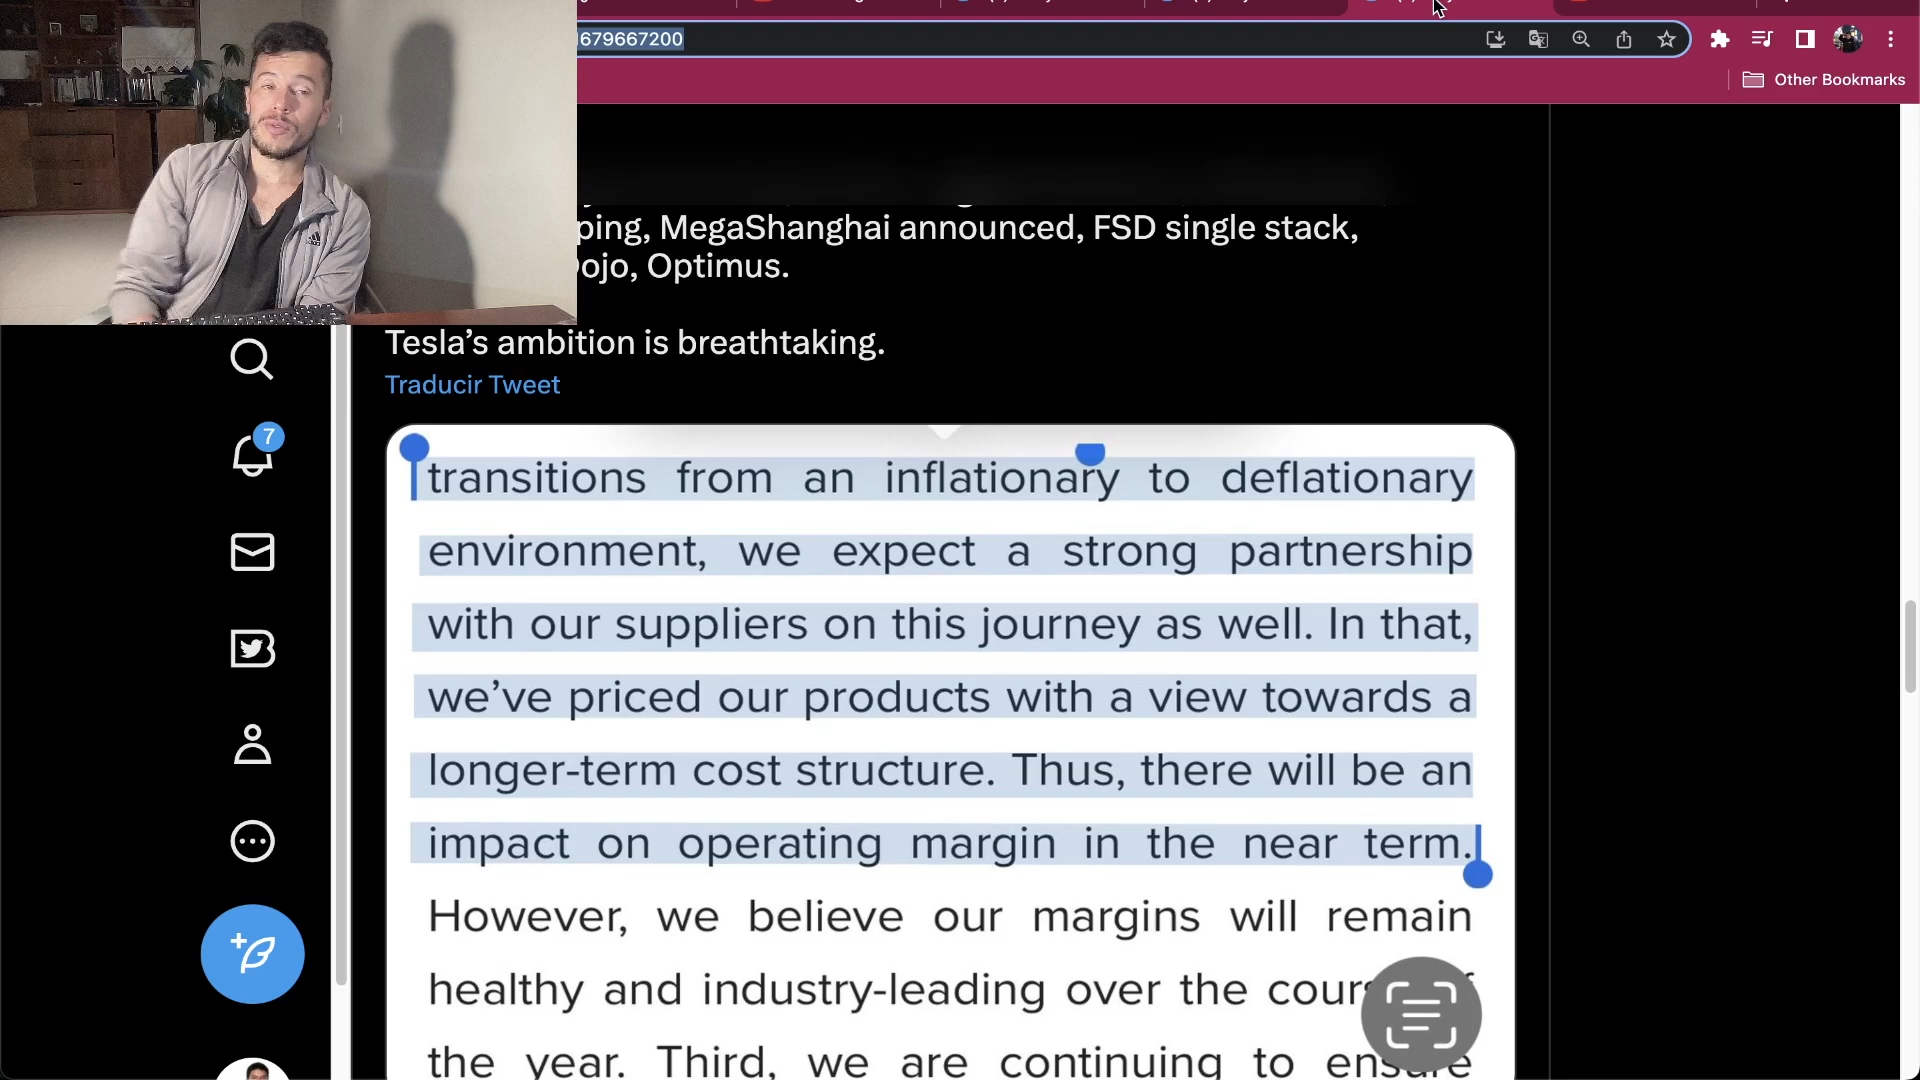 679667200
Other Bookmarks
ping, MegaShanghai announced, FSD single stack,
ojo, Optimus.
Tesla’s ambition is breathtaking.
Traducir Tweet
7
transitions from an inflationary to deflationary
environment, we expect a strong partnership
with our suppliers on this journey as well. In that,
we’ve priced our products with a view towards a
longer-term cost structure. Thus, there will be an
impact on operating margin in the near term.
However, we believe our margins will remain
healthy and industry-leading over the cour
the year. Third, we are continuing to ensure